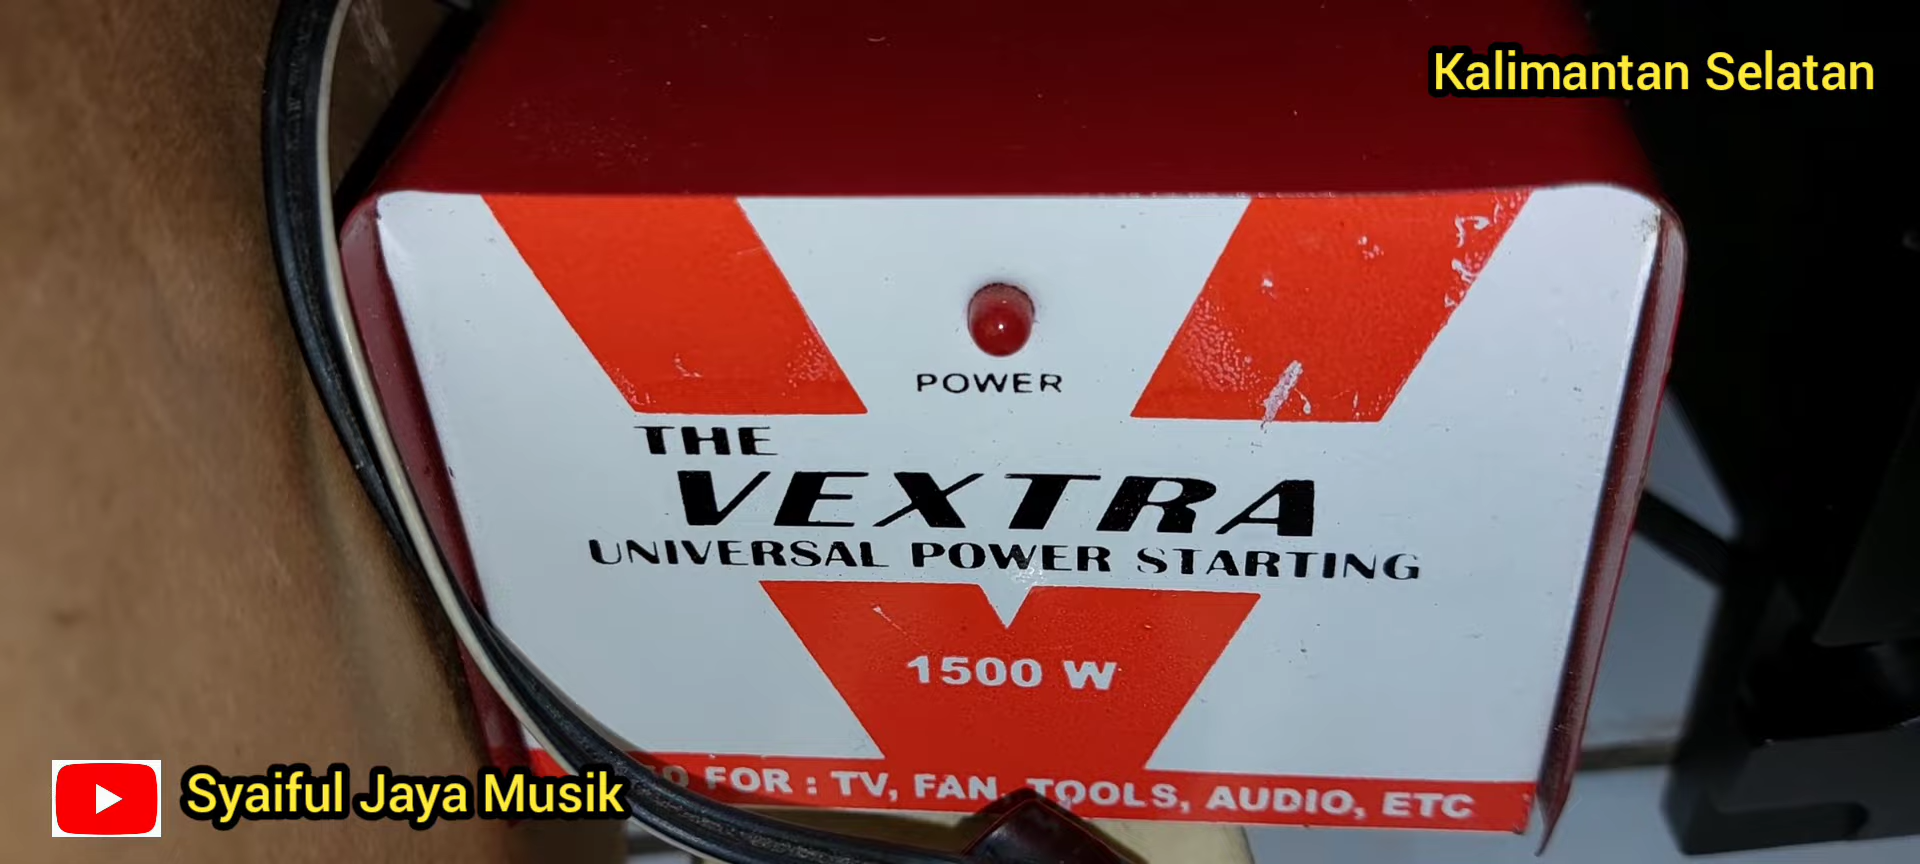 Kalimantan Selatan
POWER
THE
VEXTRA
UNIVERSAL POWER STARTING
1500 W
FOR : TV, FAN, TOOLS, AUDIO, ETC
Syaiful Jaya Musik